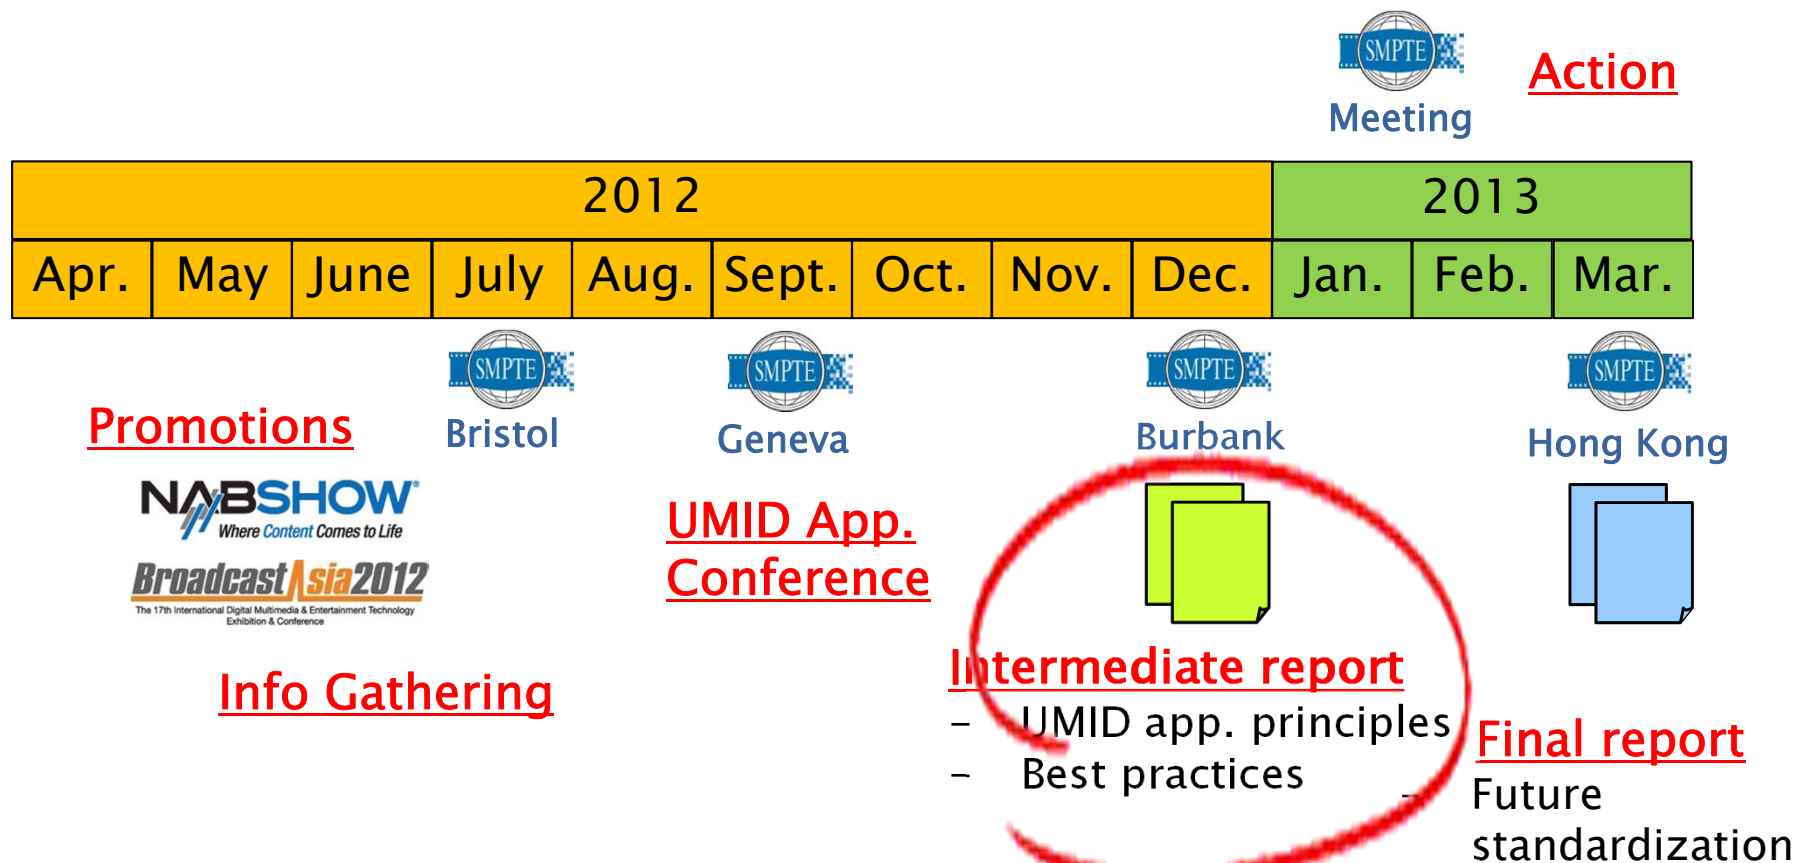 SMPTE
Action
Meeting
2012
2013
Apr.
May
June
July
Aug.
Sept.
Oct.
Nov.
Dec.
Jan.
Feb.
Mar.
SMPTE
SMPTE
SMPTE
SMPTE
Bristol
Geneva
Burbank
Hong Kong
Promotions
NABSHOW®
Where Content Comes to Life
BroadcastAsia2012
The 17th International Digital Multimedia & Entertainment Technology
Exhibition & Conference
Info Gathering
UMID App.
Conference
Intermediate report
– UMID app. principles
– Best practices
Final report
– Future
standardization